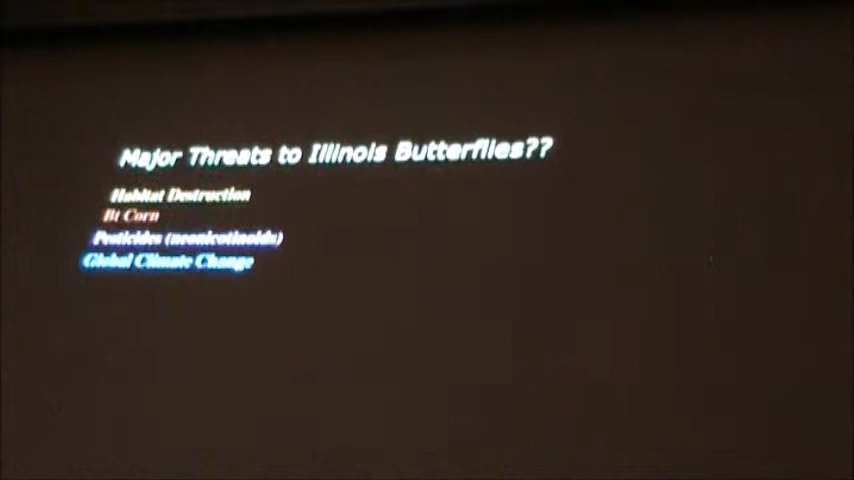 Major Threats to Illinois Butterflies??
Habitat Destruction
Bt Corn
Pesticides (neonicotinoids)
Global Climate Change